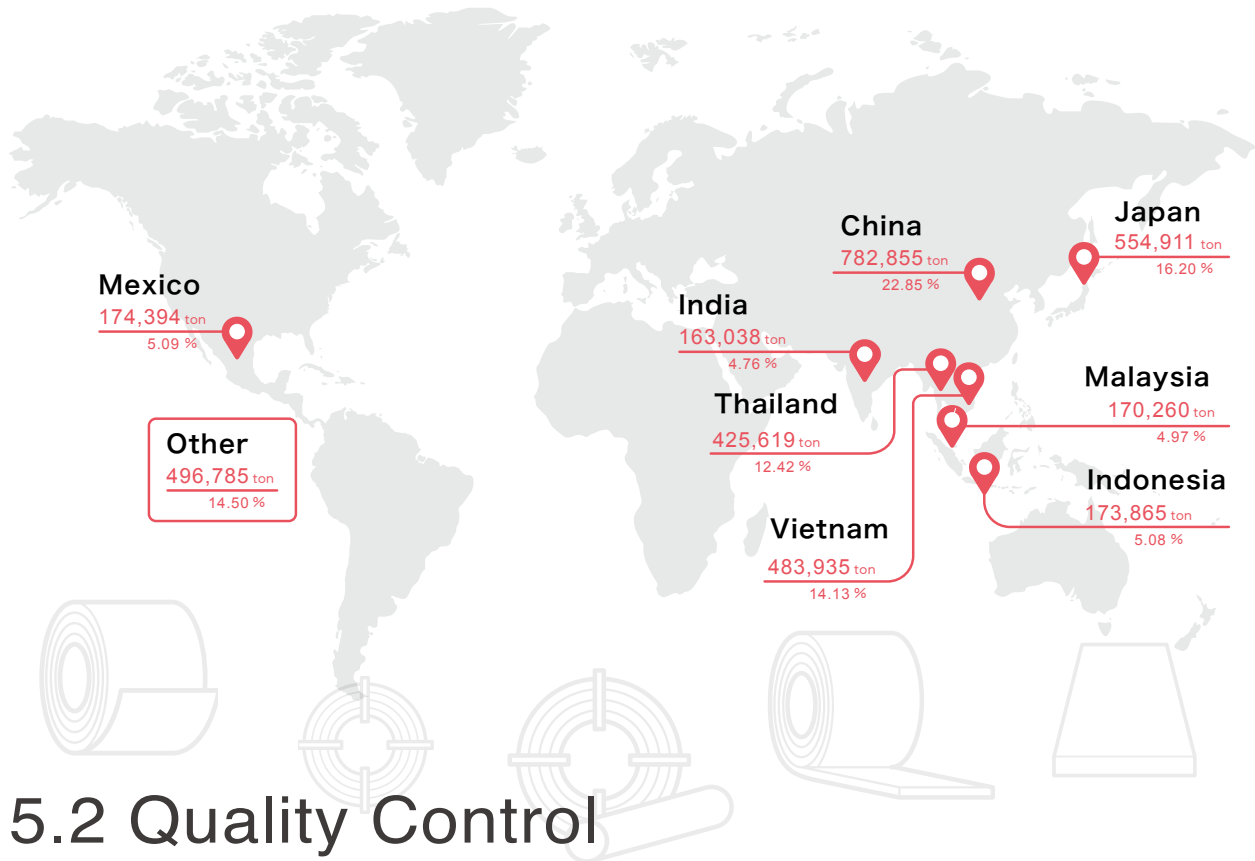 Japan
554,911 ton
16.20 %
China
782,855 ton
22.85 %
Mexico
174,394 ton
5.09 %
India
163,038 ton
4.76 %
Malaysia
170,260 ton
4.97 %
Thailand
425,619 ton
12.42 %
Other
496,785 ton
14.50 %
Indonesia
173,865 ton
5.08 %
Vietnam
483,935 ton
14.13 %
5.2 Quality Control